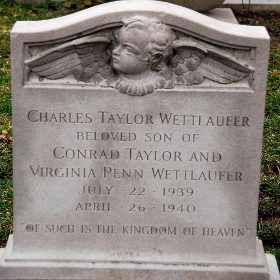 CHARLES TAYLOR WETTLAUFER
BELOVED SON OF
CONRAD TAYLOR AND
VIRGINIA PENN WETTLAUFER
JULY · 22 · 1939
APRIL · 26 · 1940
"OF SUCH IS THE KINGDOM OF HEAVEN"